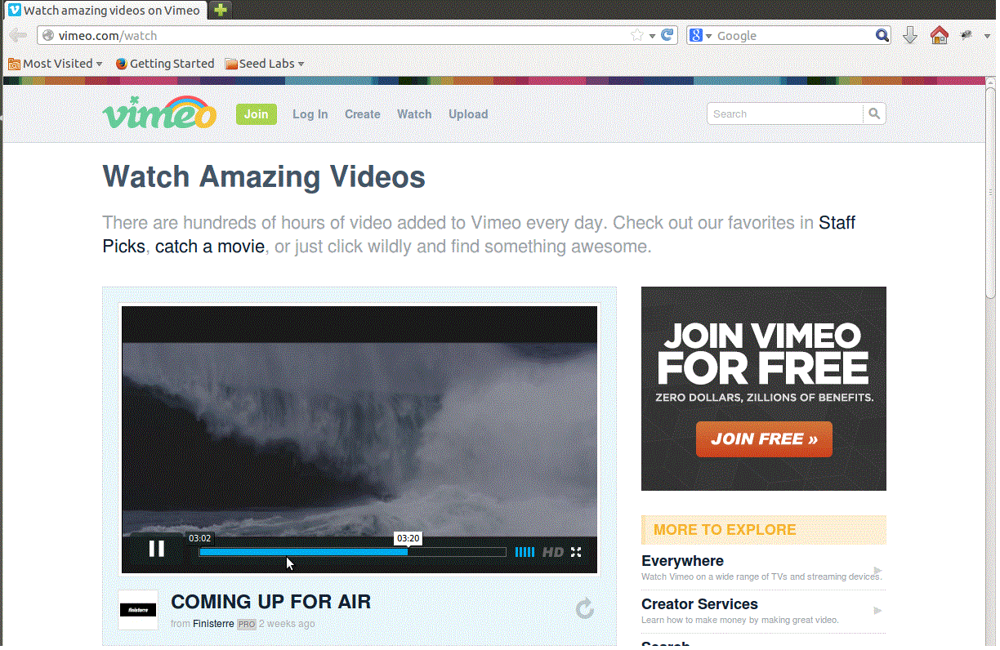 Watch amazing videos on Vimeo
vimeo.com/watch
Google
Most Visited
Getting Started
Seed Labs
vimeo
Join
Log In
Create
Watch
Upload
Search
Watch Amazing Videos
There are hundreds of hours of video added to Vimeo every day. Check out our favorites in Staff
Picks, catch a movie, or just click wildly and find something awesome.
JOIN VIMEO
FOR FREE
ZERO DOLLARS, ZILLIONS OF BENEFITS.
JOIN FREE »
03:02
03:20
HD
finisterre
COMING UP FOR AIR
from Finisterre PRO 2 weeks ago
MORE TO EXPLORE
Everywhere
Watch Vimeo on a wide range of TVs and streaming devices.
Creator Services
Learn how to make money by making great video.
Search